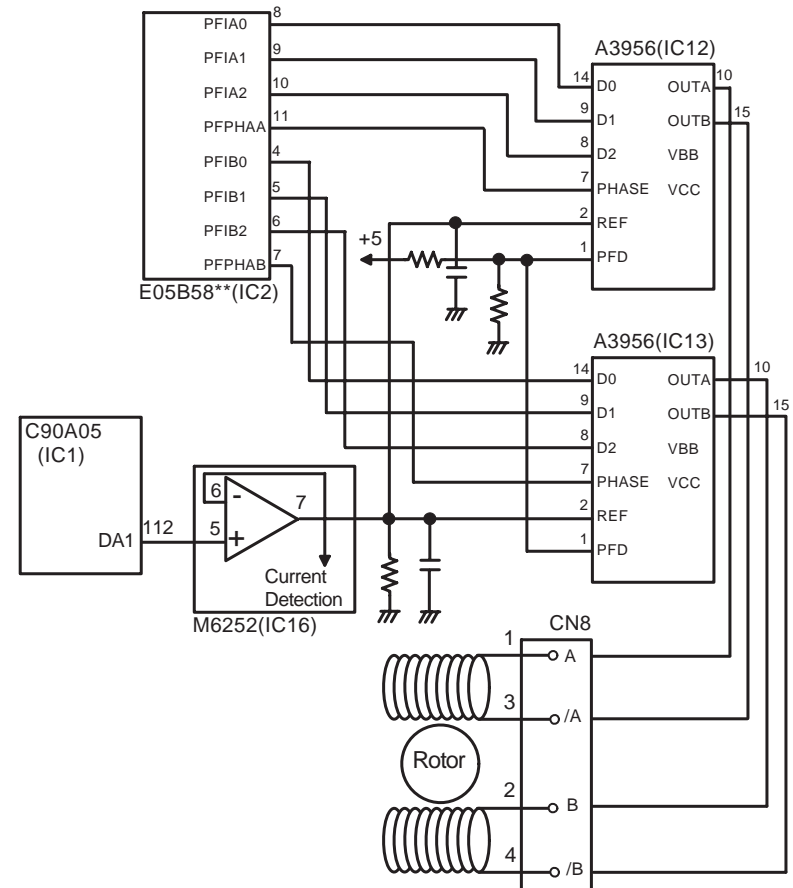 PFIA0 8
PFIA1 9
PFIA2 10
PFPHAA 11
PFIB0 4
PFIB1 5
PFIB2 6
PFPHAB 7
E05B58**(IC2)
A3956(IC12)
14 D0 OUTA 10
9 D1 OUTB 15
8 D2 VBB
7 PHASE VCC
2 REF
1 PFD
+5
A3956(IC13)
14 D0 OUTA 10
9 D1 OUTB 15
8 D2 VBB
7 PHASE VCC
2 REF
1 PFD
C90A05
(IC1)
DA1 112
6 -
7
5 +
Current
Detection
M6252(IC16)
CN8
1 A
3 /A
Rotor
2 B
4 /B